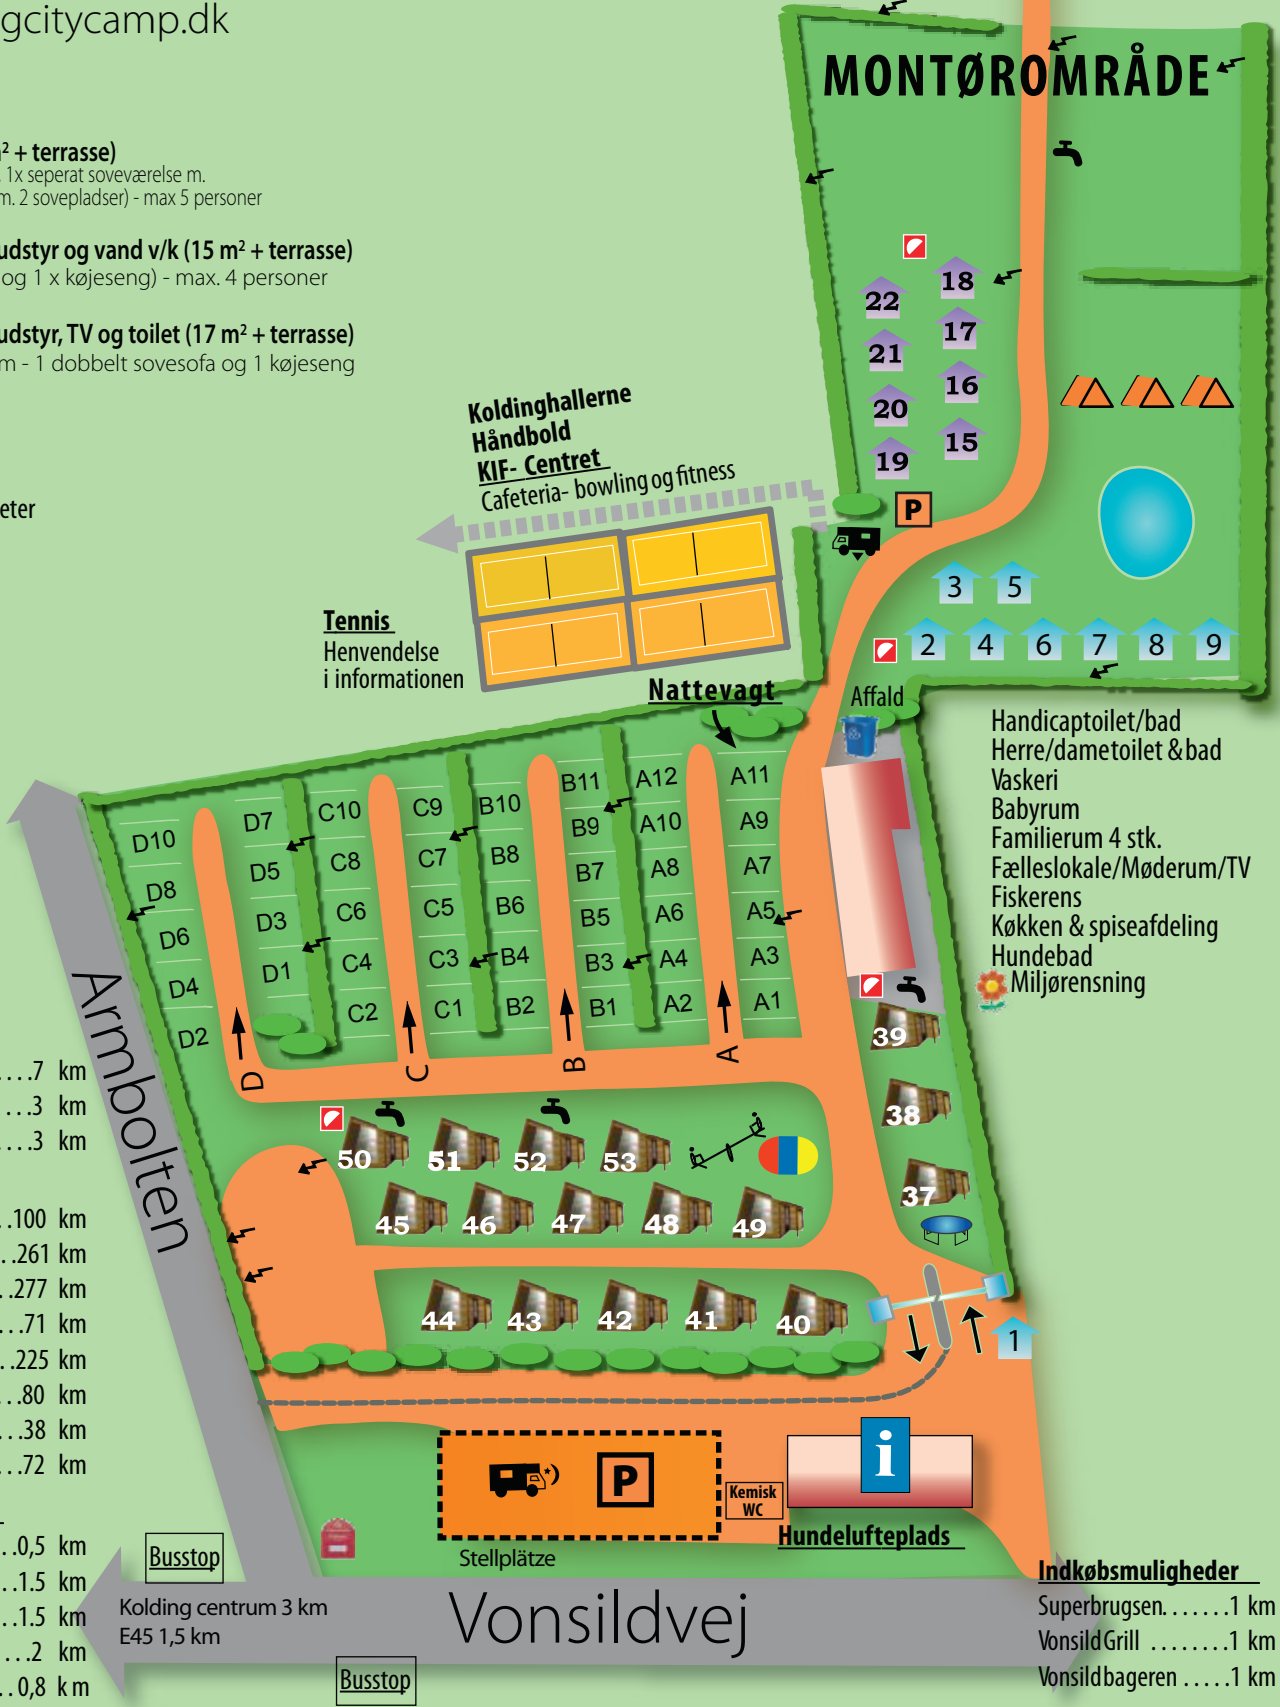 gcitycamp.dk
m² + terrasse)
1x seperat soveværelse m.
m. 2 sovepladser) - max 5 personer
udstyr og vand v/k (15 m² + terrasse)
og 1 x køjeseng) - max. 4 personer
udstyr, TV og toilet (17 m² + terrasse)
m - 1 dobbelt sovesofa og 1 køjeseng
eter
MONTØROMRÅDE
18
22
17
21
16
20
15
19
P
Koldinghallerne
Håndbold
KIF- Centret
Cafeteria- bowling og fitness
Tennis
Henvendelse
i informationen
3 5
2 4 6 7 8 9
Nattevagt
Affald
Handicaptoilet/bad
Herre/dametoilet & bad
Vaskeri
Babyrum
Familierum 4 stk.
Fælleslokale/Møderum/TV
Fiskerens
Køkken & spiseafdeling
Hundebad
Miljørensning
D10 D7 C10 C9 B10 B11 A12 A11
D8 D5 C8 C7 B8 B9 A10 A9
D6 D3 C6 C5 B6 B7 A8 A7
D4 D1 C4 C3 B4 B5 A6 A5
D2 C2 C1 B2 B3 A4 A3
B1 A2 A1
D C B A
Armbolten
39
38
37
50 51 52 53
45 46 47 48 49
44 43 42 41 40
1
....7 km
....3 km
....3 km
...100 km
...261 km
...277 km
....71 km
...225 km
....80 km
....38 km
....72 km
...0,5 km
...1.5 km
...1.5 km
....2 km
...0,8 km
P
Kemisk
WC
i
Hundelufteplads
Stellplätze
Busstop
Kolding centrum 3 km
E45 1,5 km
Vonsildvej
Busstop
Indkøbsmuligheder
Superbrugsen.......1 km
Vonsild Grill ........1 km
Vonsildbageren .....1 km